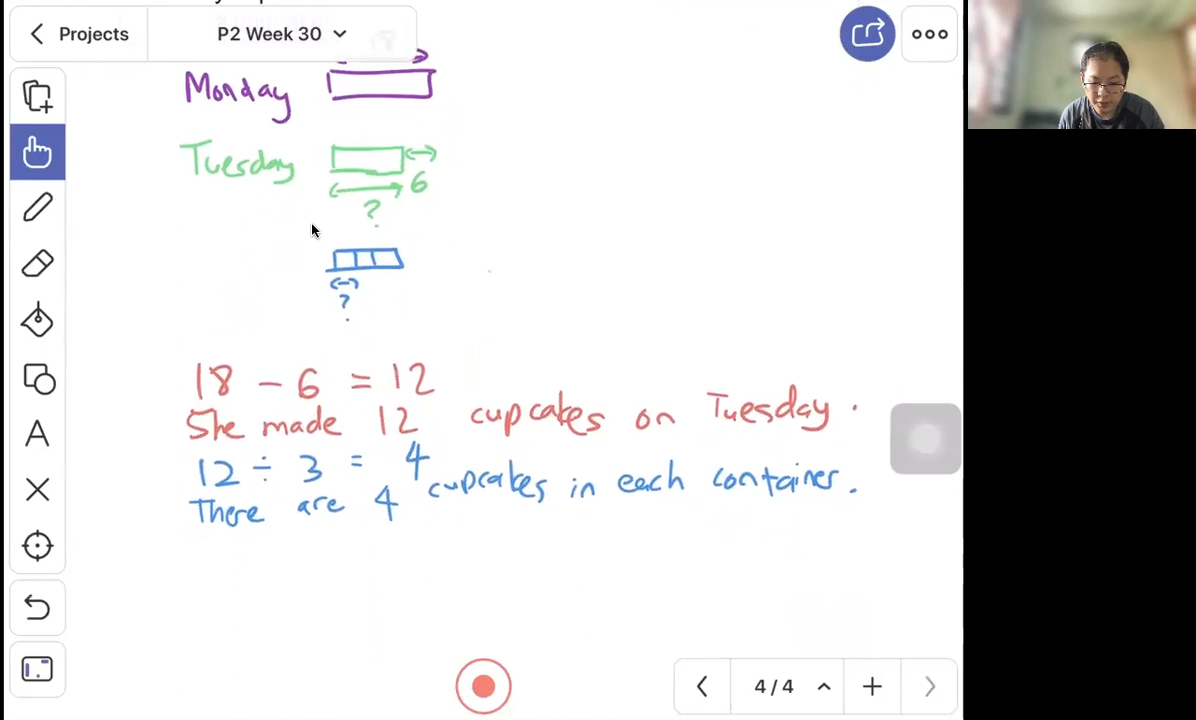 Projects
P2 Week 30
Monday
Tuesday
6
?
?
18 - 6 = 12
She made 12 cupcakes on Tuesday.
12 ÷ 3 = 4
There are 4 cupcakes in each container.
A
4 / 4